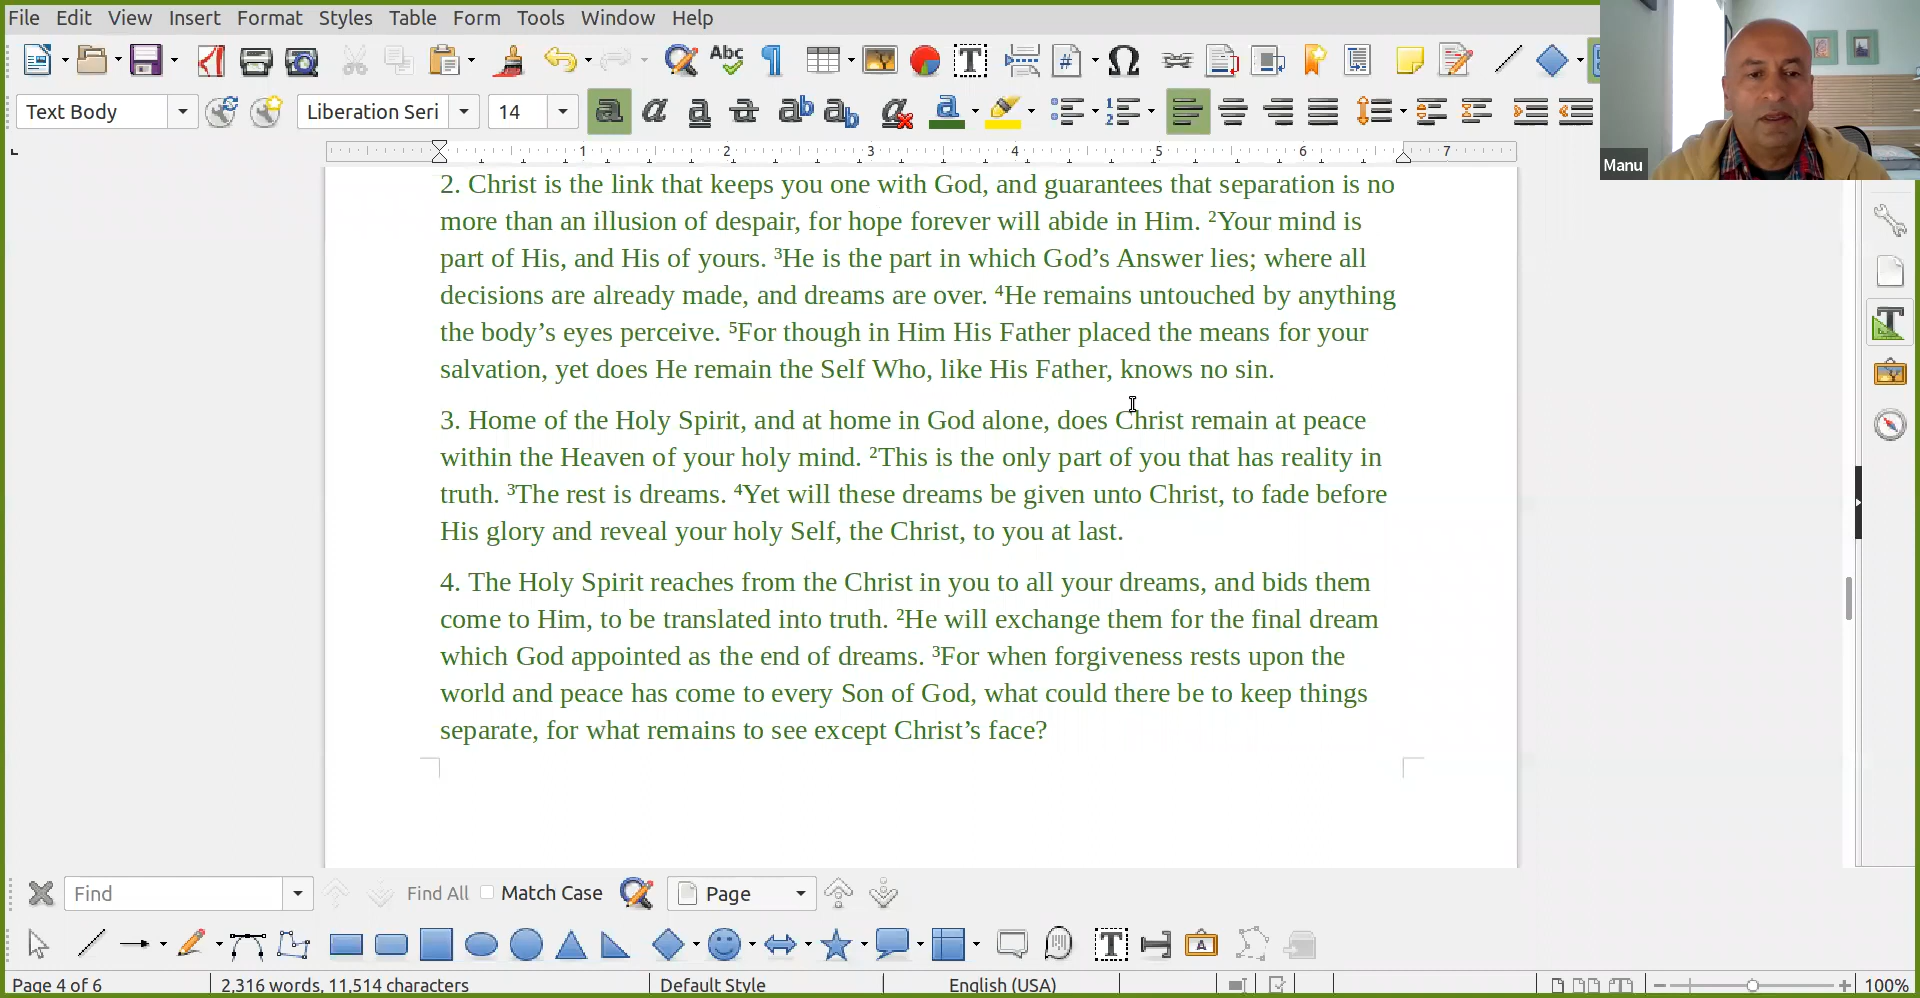 File Edit View Insert Format Styles Table Form Tools Window Help
Abc
Text Body Liberation Seri 14
1 2 3 4 5 6 7
Manu
2. Christ is the link that keeps you one with God, and guarantees that separation is no
more than an illusion of despair, for hope forever will abide in Him. ²Your mind is
part of His, and His of yours. ³He is the part in which God’s Answer lies; where all
decisions are already made, and dreams are over. ⁴He remains untouched by anything
the body’s eyes perceive. ⁵For though in Him His Father placed the means for your
salvation, yet does He remain the Self Who, like His Father, knows no sin.
3. Home of the Holy Spirit, and at home in God alone, does Christ remain at peace
within the Heaven of your holy mind. ²This is the only part of you that has reality in
truth. ³The rest is dreams. ⁴Yet will these dreams be given unto Christ, to fade before
His glory and reveal your holy Self, the Christ, to you at last.
4. The Holy Spirit reaches from the Christ in you to all your dreams, and bids them
come to Him, to be translated into truth. ²He will exchange them for the final dream
which God appointed as the end of dreams. ³For when forgiveness rests upon the
world and peace has come to every Son of God, what could there be to keep things
separate, for what remains to see except Christ’s face?
Find Find All Match Case Page
Page 4 of 6 2,316 words, 11,514 characters Default Style English (USA) 100%